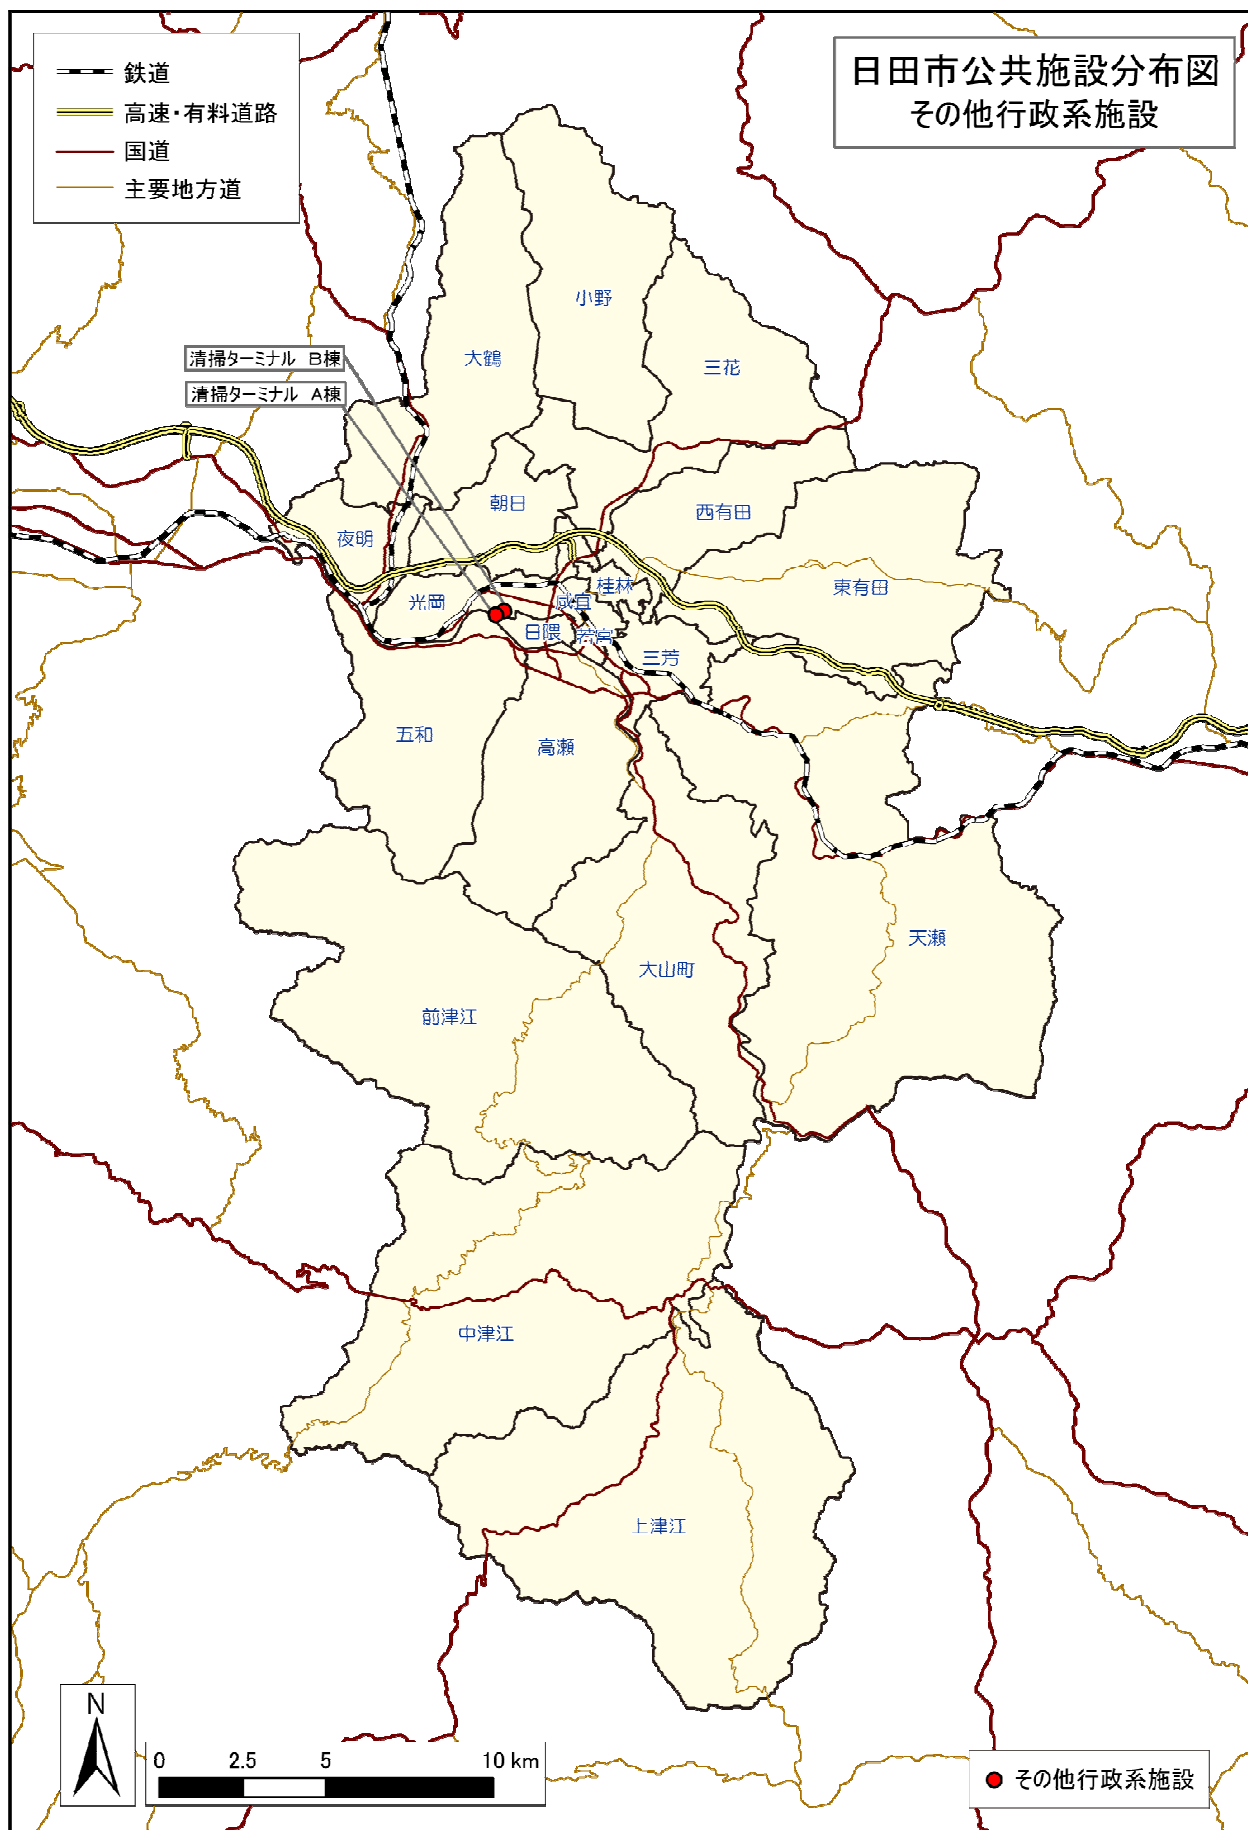 日田市公共施設分布図
その他行政系施設
鉄道
高速・有料道路
国道
主要地方道
小野
大鶴
三花
清掃ターミナル B棟
清掃ターミナル A棟
朝日
西有田
夜明
桂林
東有田
光岡
咸宜
日隈
若宮
三芳
五和
高瀬
天瀬
大山町
前津江
中津江
上津江
N
0 2.5 5 10 km
その他行政系施設